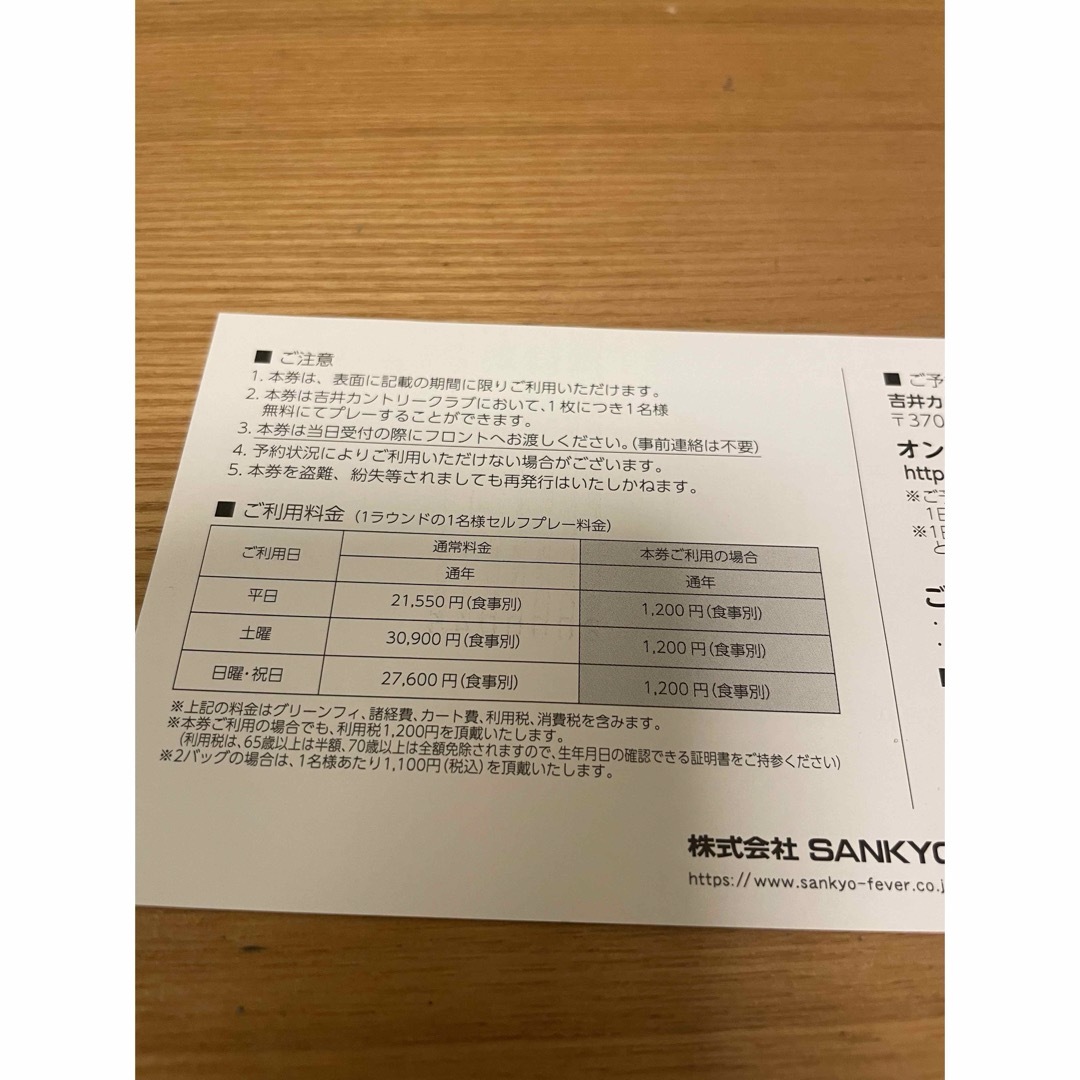 ■ ご注意
1. 本券は、表面に記載の期間に限りご利用いただけます。
2. 本券は吉井カントリークラブにおいて、1枚につき1名様
無料にてプレーすることができます。
3. 本券は当日受付の際にフロントへお渡しください。(事前連絡は不要)
4. 予約状況によりご利用いただけない場合がございます。
5. 本券を盗難、紛失等されましても再発行はいたしかねます。
■ ご利用料金 (1ラウンドの1名様セルフプレー料金)
ご利用日 通常料金 本券ご利用の場合
通年 通年
平日 21,550円(食事別) 1,200円(食事別)
土曜 30,900円(食事別) 1,200円(食事別)
日曜・祝日 27,600円(食事別) 1,200円(食事別)
※上記の料金はグリーンフィ、諸経費、カート費、利用税、消費税を含みます。
※本券ご利用の場合でも、利用税1,200円を頂戴いたします。
(利用税は、65歳以上は半額、70歳以上は全額免除されますので、生年月日の確認できる証明書をご持参ください)
※2バッグの場合は、1名様あたり1,100円(税込)を頂戴いたします。
■ ご予
吉井カ
〒370
オン
http
※ご予
1日
※1日
と
ご
株式会社 SANKYO
https://www.sankyo-fever.co.j